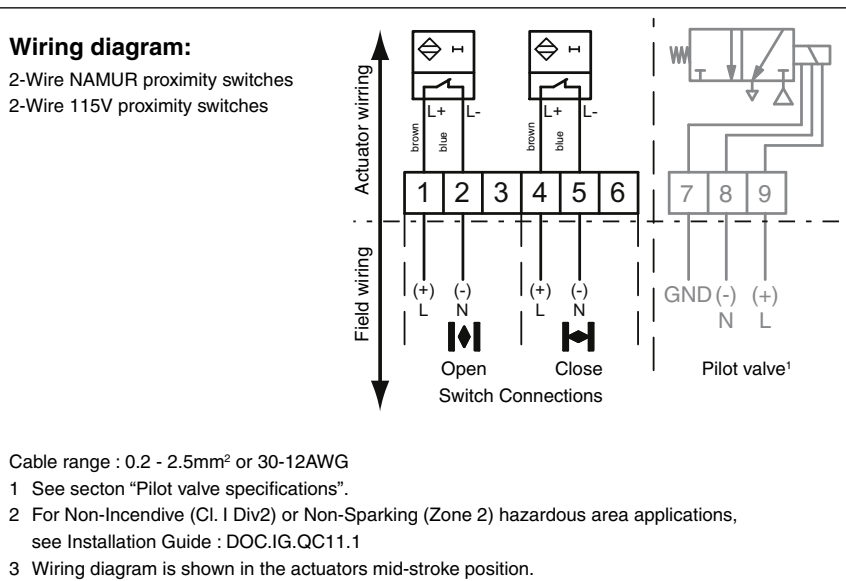 Wiring diagram:
2-Wire NAMUR proximity switches
2-Wire 115V proximity switches
Actuator wirring
Field wiring
L+ L-
brown
blue
L+ L-
brown
blue
1 2 3 4 5 6 7 8 9
(+) (-) (+) (-) GND (-) (+)
L N L N N L
Open Close Pilot valve¹
Switch Connections
Cable range : 0.2 - 2.5mm² or 30-12AWG
1 See secton “Pilot valve specifications”.
2 For Non-Incendive (Cl. I Div2) or Non-Sparking (Zone 2) hazardous area applications,
see Installation Guide : DOC.IG.QC11.1
3 Wiring diagram is shown in the actuators mid-stroke position.